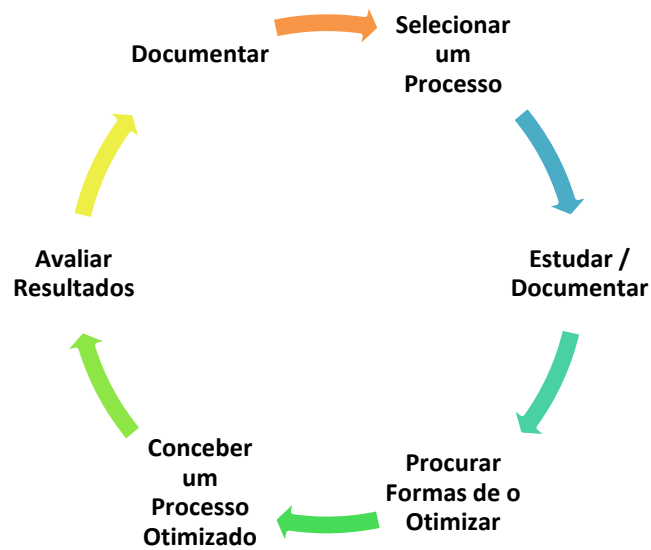 Documentar
Selecionar
um
Processo
Estudar /
Documentar
Procurar
Formas de o
Otimizar
Conceber
um
Processo
Otimizado
Avaliar
Resultados